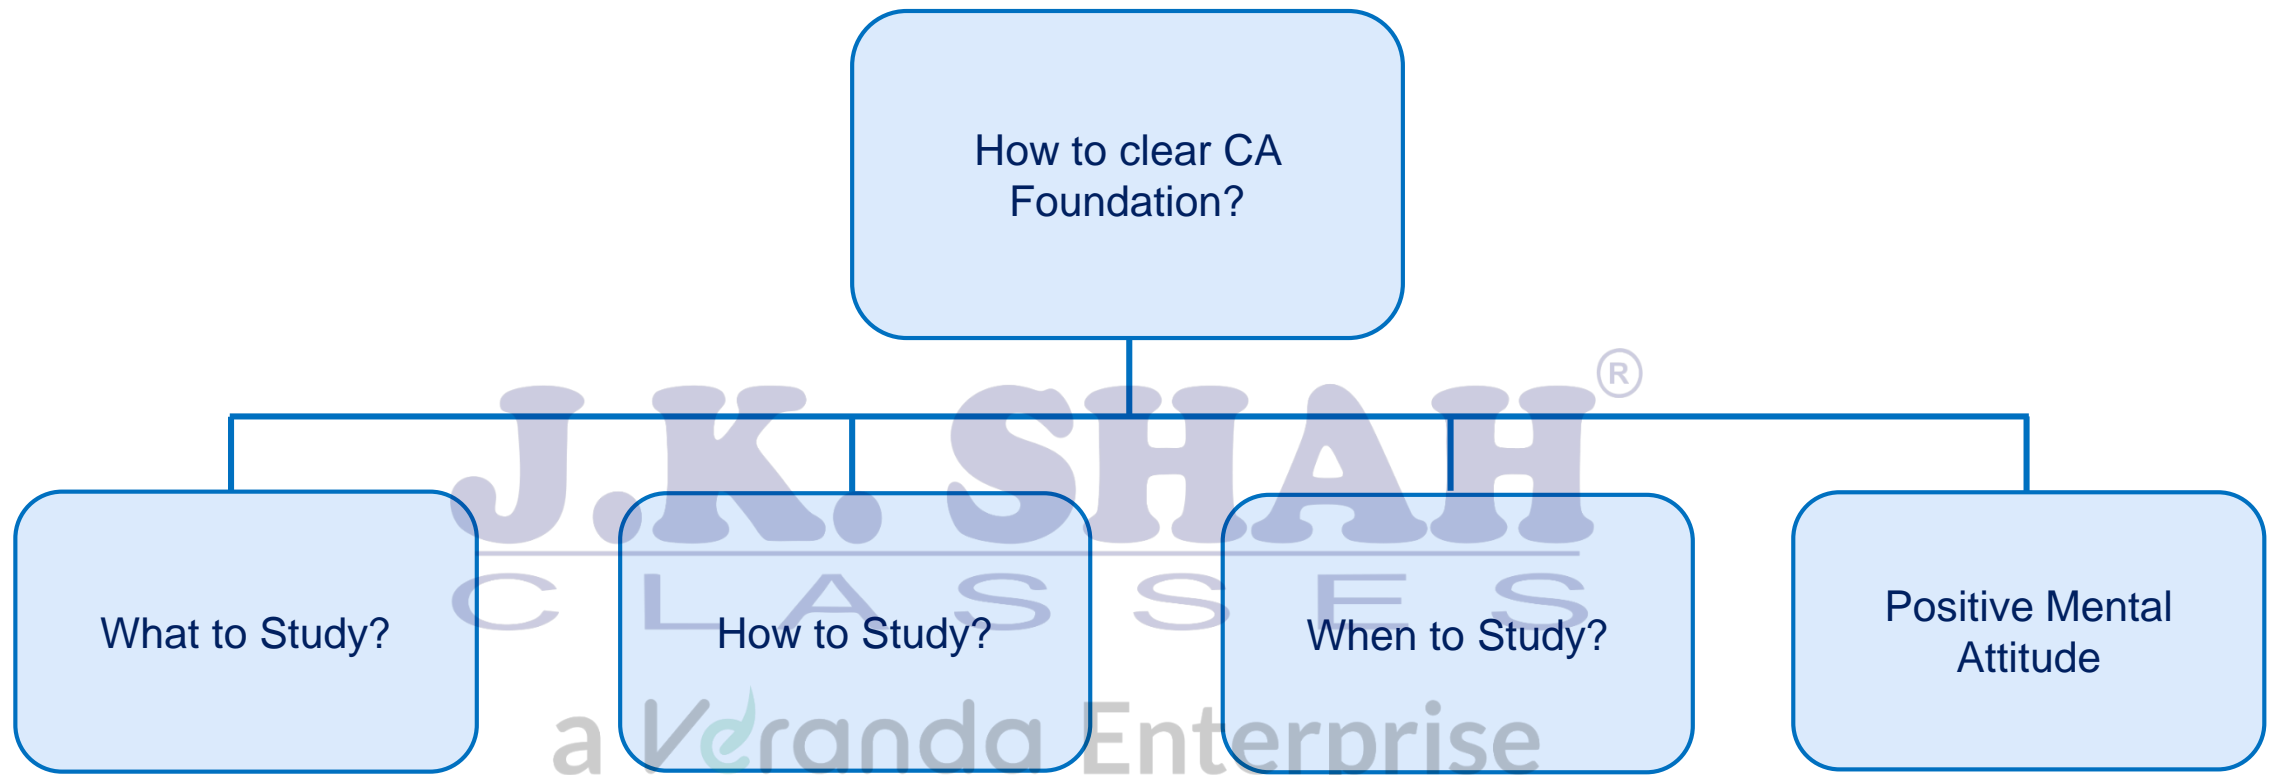 How to clear CA
Foundation?
J.K. SHAH®
CLASSES
What to Study?
How to Study?
When to Study?
Positive Mental
Attitude
a Veranda Enterprise